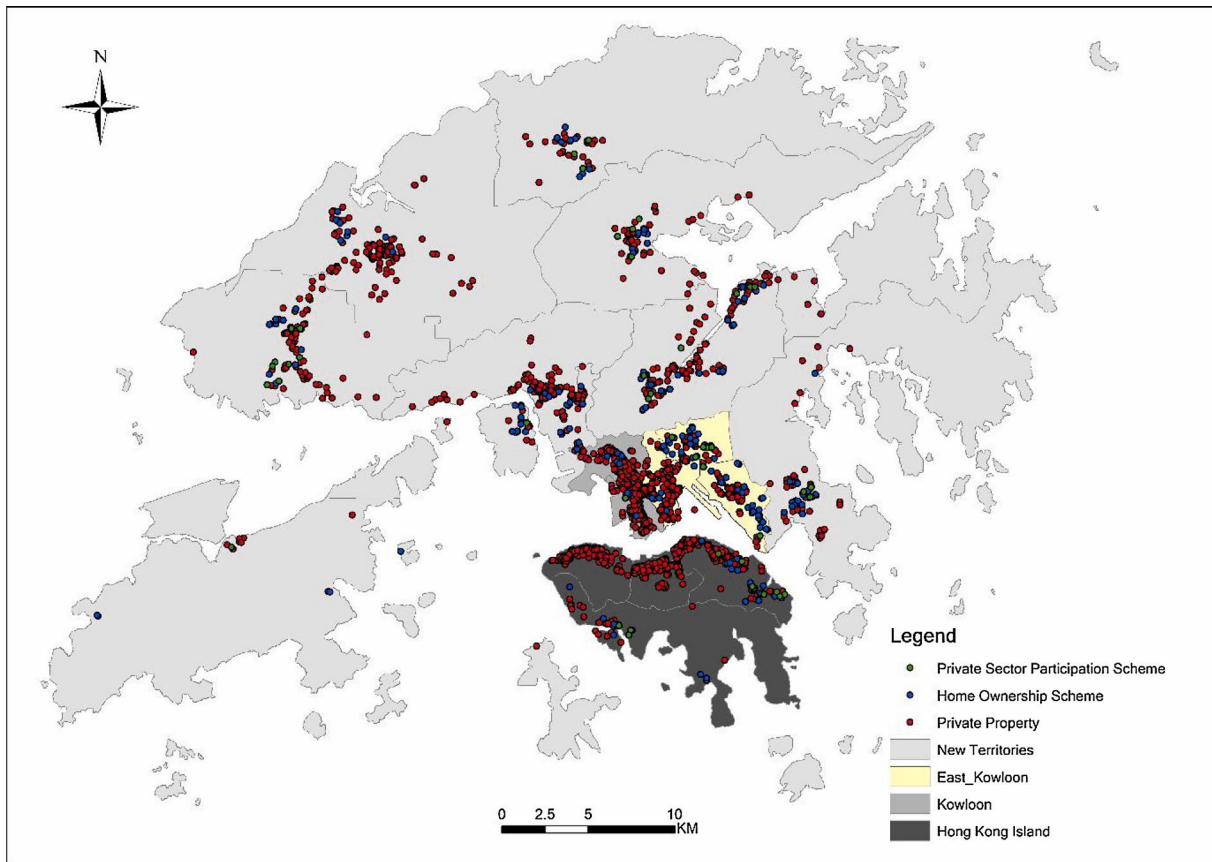 N
Legend
Private Sector Participation Scheme
Home Ownership Scheme
Private Property
New Territories
East_Kowloon
Kowloon
Hong Kong Island
0 2.5 5 10
KM